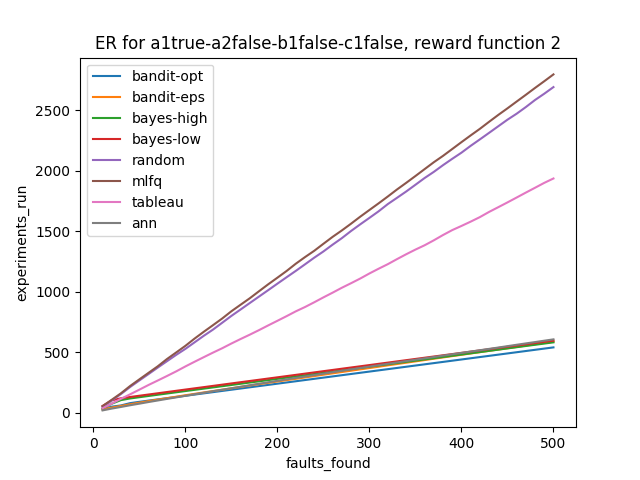 ER for a1true-a2false-b1false-c1false, reward function 2
bandit-opt
bandit-eps
bayes-high
bayes-low
random
mlfq
tableau
ann
experiments_run
2500
2000
1500
1000
500
0
0
100
200
300
400
500
faults_found